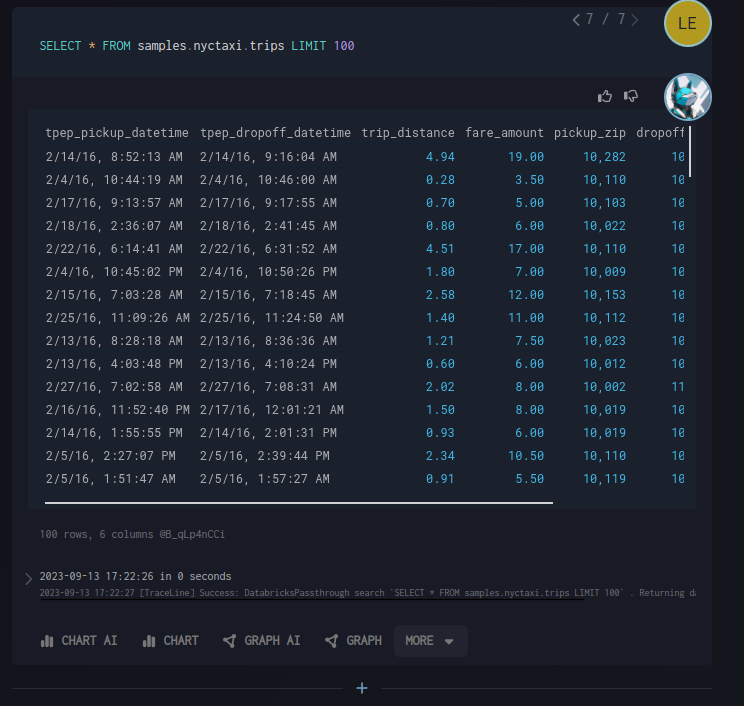 7 / 7
LE
SELECT * FROM samples.nyctaxi.trips LIMIT 100
tpep_pickup_datetime tpep_dropoff_datetime trip_distance fare_amount pickup_zip dropoff
2/14/16, 8:52:13 AM 2/14/16, 9:16:04 AM 4.94 19.00 10,282 10
2/4/16, 10:44:19 AM 2/4/16, 10:46:00 AM 0.28 3.50 10,110 10
2/17/16, 9:13:57 AM 2/17/16, 9:17:55 AM 0.70 5.00 10,103 10
2/18/16, 2:36:07 AM 2/18/16, 2:41:45 AM 0.80 6.00 10,022 10
2/22/16, 6:14:41 AM 2/22/16, 6:31:52 AM 4.51 17.00 10,110 10
2/4/16, 10:45:02 PM 2/4/16, 10:50:26 PM 1.80 7.00 10,009 10
2/15/16, 7:03:28 AM 2/15/16, 7:18:45 AM 2.58 12.00 10,153 10
2/25/16, 11:09:26 AM 2/25/16, 11:24:50 AM 1.40 11.00 10,112 10
2/13/16, 8:28:18 AM 2/13/16, 8:36:36 AM 1.21 7.50 10,023 10
2/13/16, 4:03:48 PM 2/13/16, 4:10:24 PM 0.60 6.00 10,012 10
2/27/16, 7:02:58 AM 2/27/16, 7:08:31 AM 2.02 8.00 10,002 11
2/16/16, 11:52:40 PM 2/17/16, 12:01:21 AM 1.50 8.00 10,019 10
2/14/16, 1:55:55 PM 2/14/16, 2:01:31 PM 0.93 6.00 10,019 10
2/5/16, 2:27:07 PM 2/5/16, 2:39:44 PM 2.34 10.50 10,110 10
2/5/16, 1:51:47 AM 2/5/16, 1:57:27 AM 0.91 5.50 10,119 10
100 rows, 6 columns @B_qLp4nCCi
2023-09-13 17:22:26 in 0 seconds
2023-09-13 17:22:27 [TraceLine] Success: DatabricksPassthrough search `SELECT * FROM samples.nyctaxi.trips LIMIT 100` . Returning da
CHART AI CHART GRAPH AI GRAPH MORE